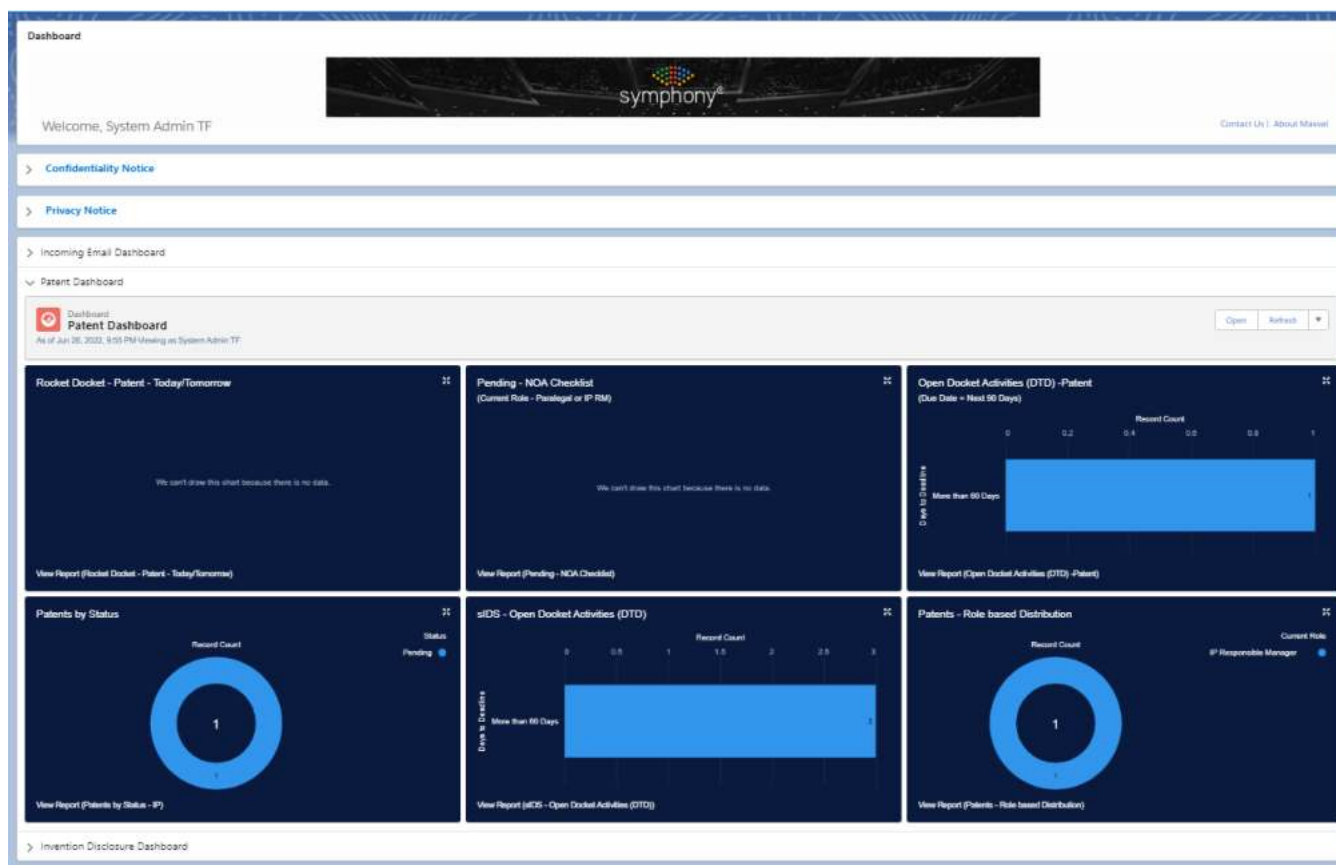 Dashboard
symphony®
Welcome, System Admin TF
Contact Us | About Maxval
Confidentiality Notice
Privacy Notice
Incoming Email Dashboard
Patent Dashboard
Dashboard
Patent Dashboard
As of Jun 26, 2022, 9:55 PM Viewing as System Admin TF
Open Refresh
Rocket Docket - Patent - Today/Tomorrow
We can't draw this chart because there is no data.
View Report (Rocket Docket - Patent - Today/Tomorrow)
Pending - NOA Checklist
(Current Role - Paralegal or IP RM)
We can't draw this chart because there is no data.
View Report (Pending - NOA Checklist)
Open Docket Activities (DTD) -Patent
(Due Date = Next 90 Days)
Record Count
0 0.2 0.4 0.6 0.8 1
Days to Deadline
More than 60 Days
1
View Report (Open Docket Activities (DTD) -Patent)
Patents by Status
Record Count
Status
Pending
1
1
View Report (Patents by Status - IP)
sIDS - Open Docket Activities (DTD)
Record Count
0 0.5 1 1.5 2 2.5 3
Days to Deadline
More than 60 Days
3
View Report (sIDS - Open Docket Activities (DTD))
Patents - Role based Distribution
Record Count
Current Role
IP Responsible Manager
1
1
View Report (Patents - Role based Distribution)
Invention Disclosure Dashboard